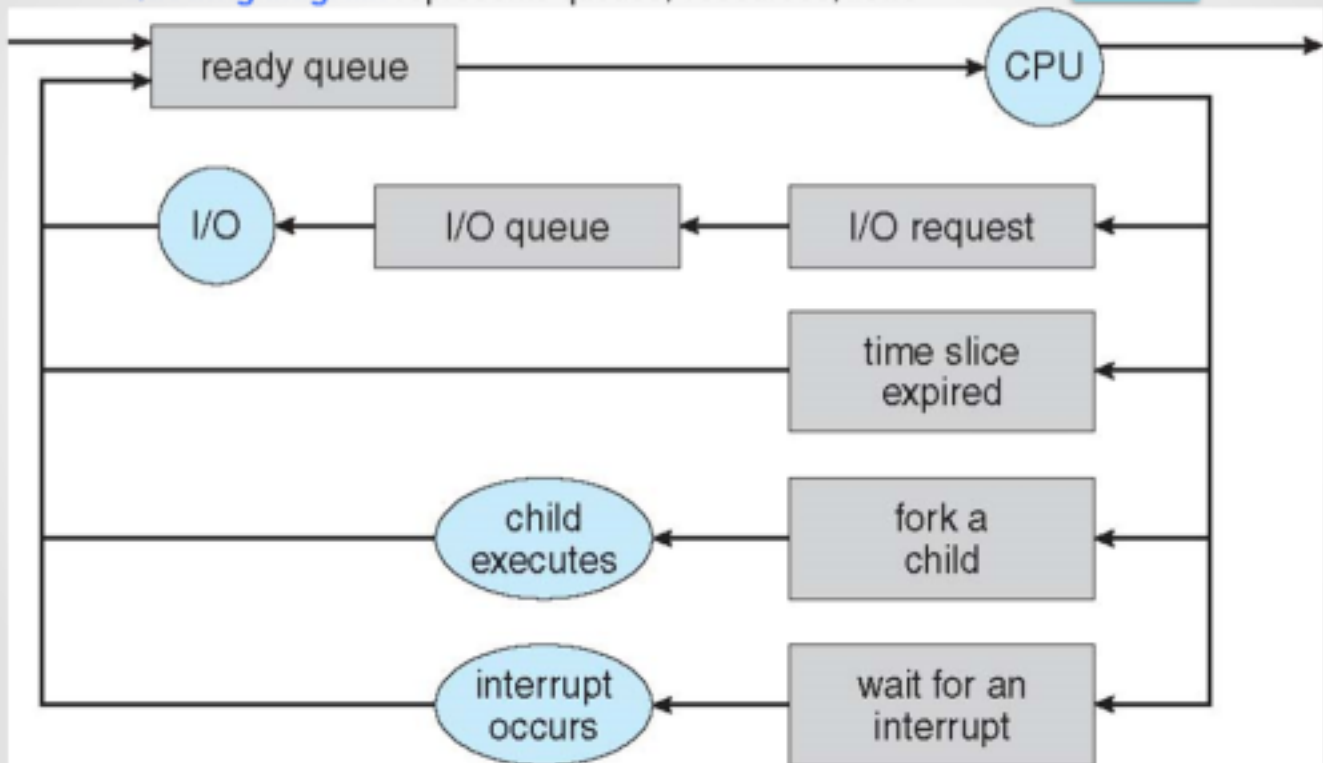 ready queue
CPU
I/O
I/O queue
I/O request
time slice
expired
child
executes
fork a
child
interrupt
occurs
wait for an
interrupt